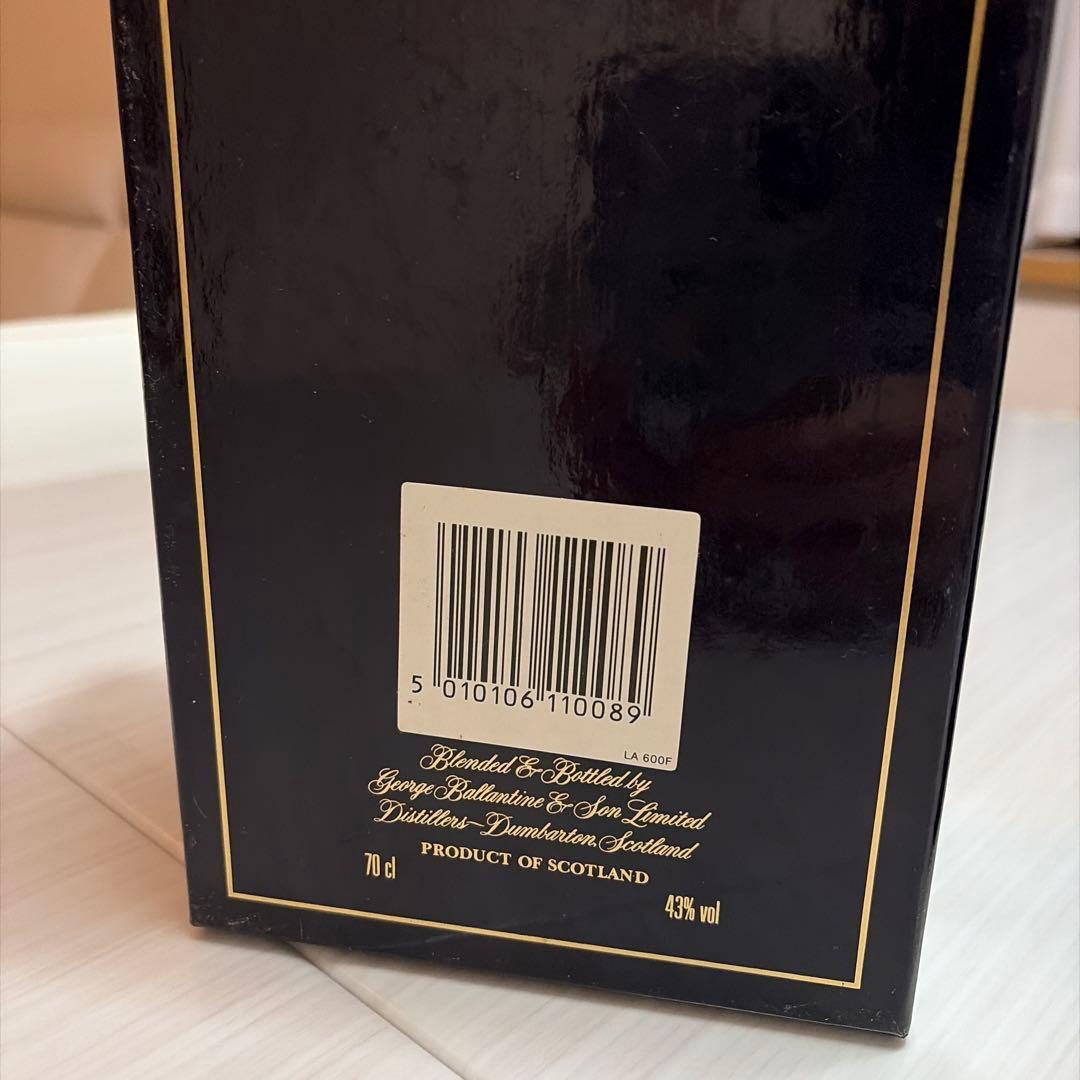 5 010106 110089
LA 600F
Blended & Bottled by
George Ballantine & Son Limited
Distillers—Dumbarton, Scotland
PRODUCT OF SCOTLAND
70 cl
43% vol